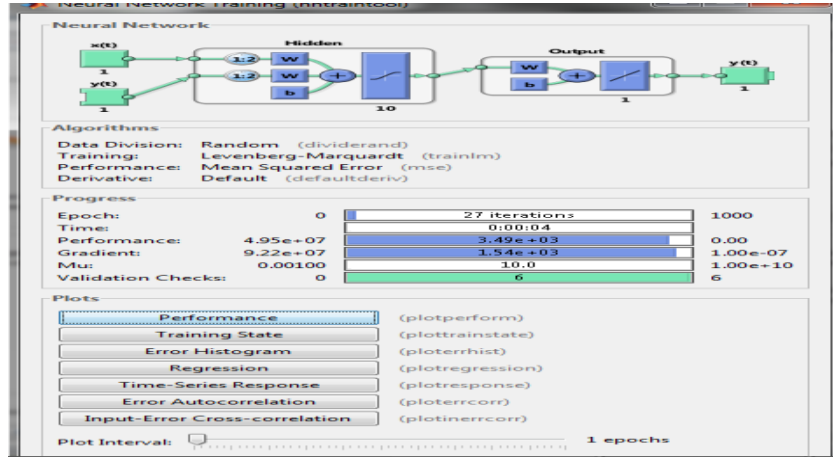 Neural Network Training (nntraintool)
Neural Network
Hidden
Output
x(t)
1
y(t)
1
1:2
W
1:2
W
b
+
10
W
b
+
1
y(t)
1
Algorithms
Data Division: Random (dividerand)
Training: Levenberg-Marquardt (trainlm)
Performance: Mean Squared Error (mse)
Derivative: Default (defaultderiv)
Progress
Epoch: 0 27 iterations 1000
Time: 0:00:04
Performance: 4.95e+07 3.49e+03 0.00
Gradient: 9.22e+07 1.54e+03 1.00e-07
Mu: 0.00100 10.0 1.00e+10
Validation Checks: 0 6 6
Plots
Performance (plotperform)
Training State (plottrainstate)
Error Histogram (ploterrhist)
Regression (plotregression)
Time-Series Response (plotresponse)
Error Autocorrelation (ploterrcorr)
Input-Error Cross-correlation (plotinerrcorr)
Plot Interval: 1 epochs